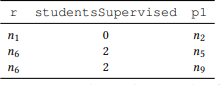 r studentsSupervised p1
n₁ 0 n₂
n₆ 2 n₅
n₆ 2 n₉